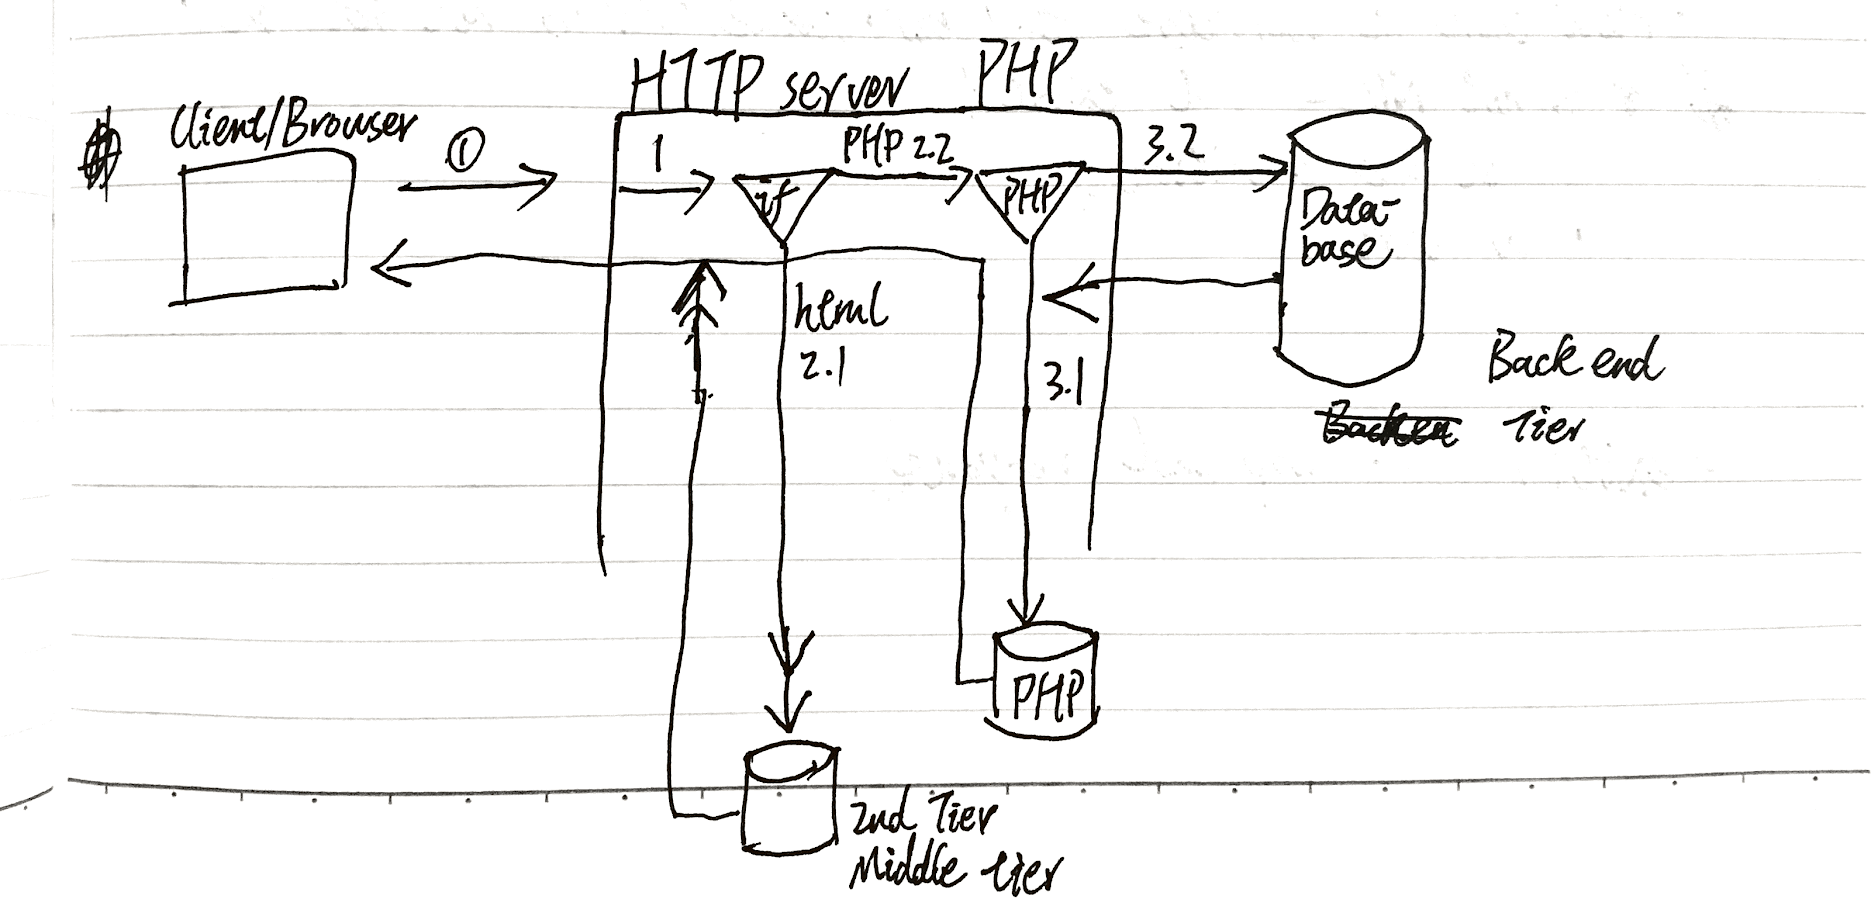 HTTP server PHP
Client/Browser
①
1
PHP 2.2
3.2
if
PHP
Data-
base
html
2.1
3.1
Back end
Tier
PHP
2nd Tier
Middle tier